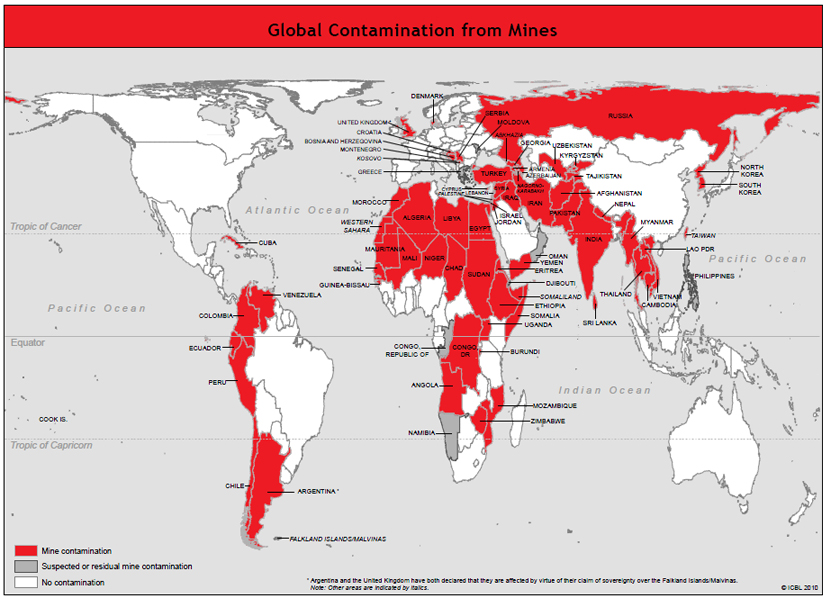 Global Contamination from Mines
DENMARK
UNITED KINGDOM *
CROATIA
BOSNIA AND HERZEGOVINA
MONTENEGRO
KOSOVO
GREECE
SERBIA
MOLDOVA
ABKHAZIA
GEORGIA
RUSSIA
UZBEKISTAN
KYRGYZSTAN
ARMENIA
AZERBAIJAN
TAJIKISTAN
TURKEY
NAGORNO-
KARABAKH
CYPRUS
SYRIA
PALESTINE
LEBANON
IRAQ
IRAN
AFGHANISTAN
PAKISTAN
NEPAL
NORTH
KOREA
SOUTH
KOREA
Atlantic Ocean
MOROCCO
ALGERIA
LIBYA
EGYPT
ISRAEL
JORDAN
INDIA
MYANMAR
Tropic of Cancer
WESTERN
SAHARA
TAIWAN
CUBA
MAURITANIA
MALI
NIGER
CHAD
SUDAN
OMAN
YEMEN
ERITREA
LAO PDR
Pacific Ocean
SENEGAL
GUINEA-BISSAU
DJIBOUTI
SOMALILAND
ETHIOPIA
SOMALIA
UGANDA
PHILIPPINES
THAILAND
VIETNAM
CAMBODIA
SRI LANKA
VENEZUELA
Pacific Ocean
COLOMBIA
Equator
ECUADOR
CONGO,
REPUBLIC OF
CONGO
DR
BURUNDI
PERU
ANGOLA
Indian Ocean
MOZAMBIQUE
COOK IS.
ZIMBABWE
NAMIBIA
Tropic of Capricorn
CHILE
ARGENTINA *
FALKLAND ISLANDS/MALVINAS
Mine contamination
Suspected or residual mine contamination
No contamination
* Argentina and the United Kingdom have both declared that they are affected by virtue of their claim of sovereignty over the Falkland Islands/Malvinas.
Note: Other areas are indicated by italics.
© ICBL 2010